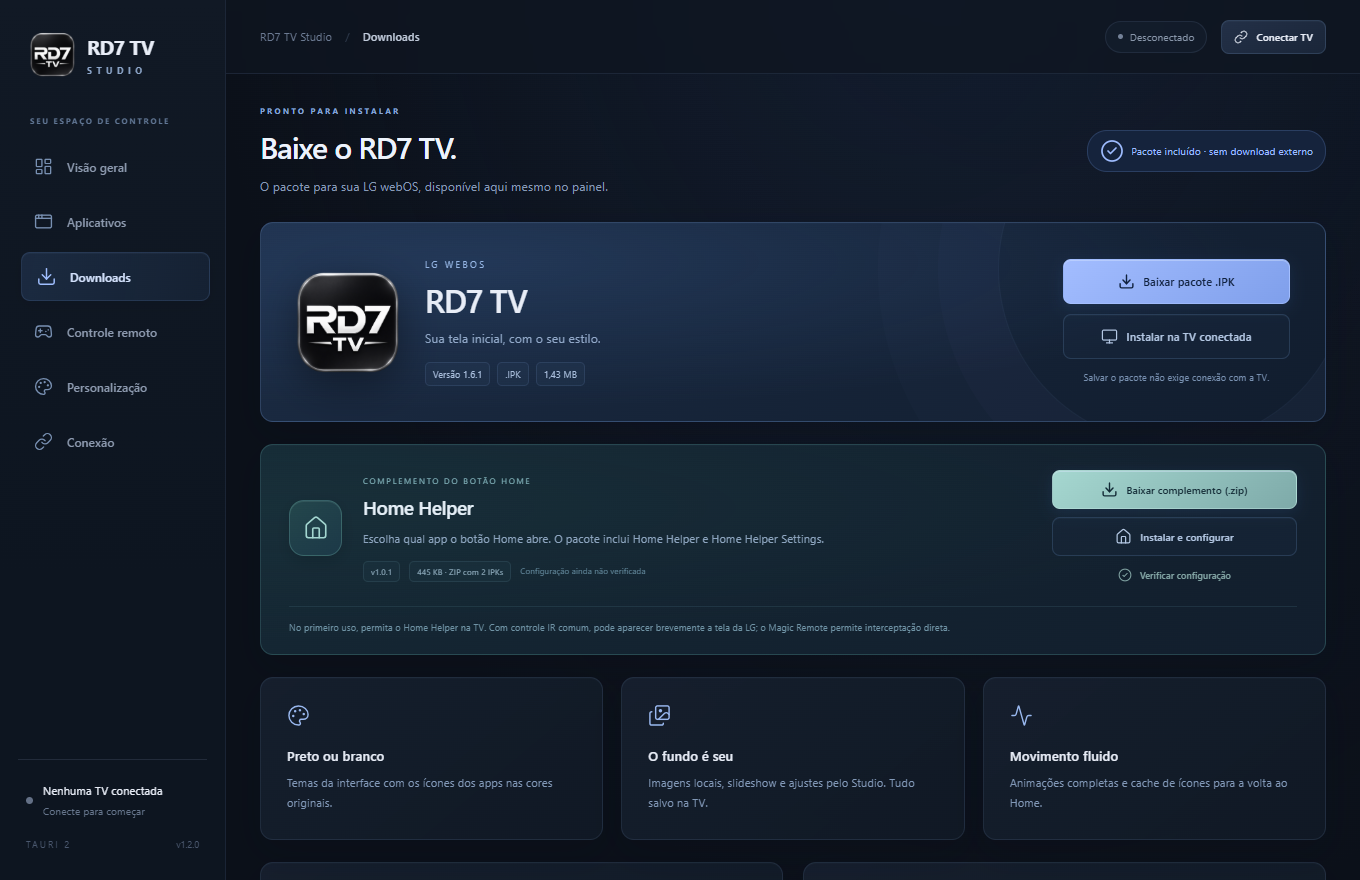 RD7
TV
RD7 TV
STUDIO
RD7 TV Studio / Downloads
Desconectado
Conectar TV
SEU ESPAÇO DE CONTROLE
Visão geral
Aplicativos
Downloads
Controle remoto
Personalização
Conexão
PRONTO PARA INSTALAR
Baixe o RD7 TV.
O pacote para sua LG webOS, disponível aqui mesmo no painel.
Pacote incluído · sem download externo
RD7
TV
LG WEBOS
RD7 TV
Sua tela inicial, com o seu estilo.
Versão 1.6.1 .IPK 1,43 MB
Baixar pacote .IPK
Instalar na TV conectada
Salvar o pacote não exige conexão com a TV.
COMPLEMENTO DO BOTÃO HOME
Home Helper
Escolha qual app o botão Home abre. O pacote inclui Home Helper e Home Helper Settings.
v1.0.1 445 KB · ZIP com 2 IPKs Configuração ainda não verificada
Baixar complemento (.zip)
Instalar e configurar
Verificar configuração
No primeiro uso, permita o Home Helper na TV. Com controle IR comum, pode aparecer brevemente a tela da LG; o Magic Remote permite interceptação direta.
Preto ou branco
Temas da interface com os ícones dos apps nas cores
originais.
O fundo é seu
Imagens locais, slideshow e ajustes pelo Studio. Tudo
salvo na TV.
Movimento fluido
Animações completas e cache de ícones para a volta ao
Home.
Nenhuma TV conectada
Conecte para começar
TAURI 2 v1.2.0